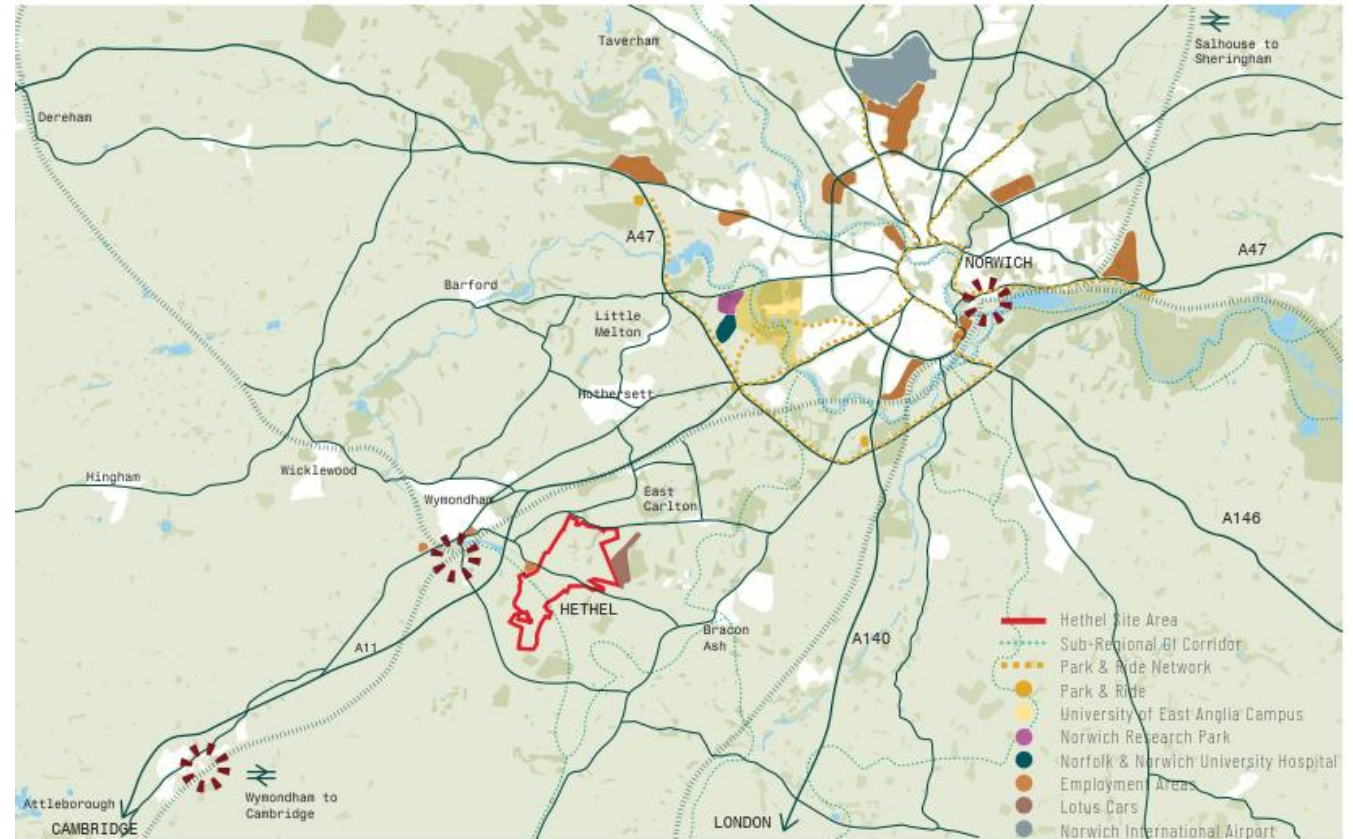 Taverham
Salhouse to
Sheringham
Dereham
A47
A47
NORWICH
Barford
Little
Melton
Hothersett
Hingham
Wicklewood
Wymondham
East
Carlton
A146
HETHEL
Bracon
Ash
A140
A11
Attleborough
CAMBRIDGE
Wymondham to
Cambridge
LONDON
Hethel Site Area
Sub-Regional GI Corridor
Park & Ride Network
Park & Ride
University of East Anglia Campus
Norwich Research Park
Norfolk & Norwich University Hospital
Employment Areas
Lotus Cars
Norwich International Airport